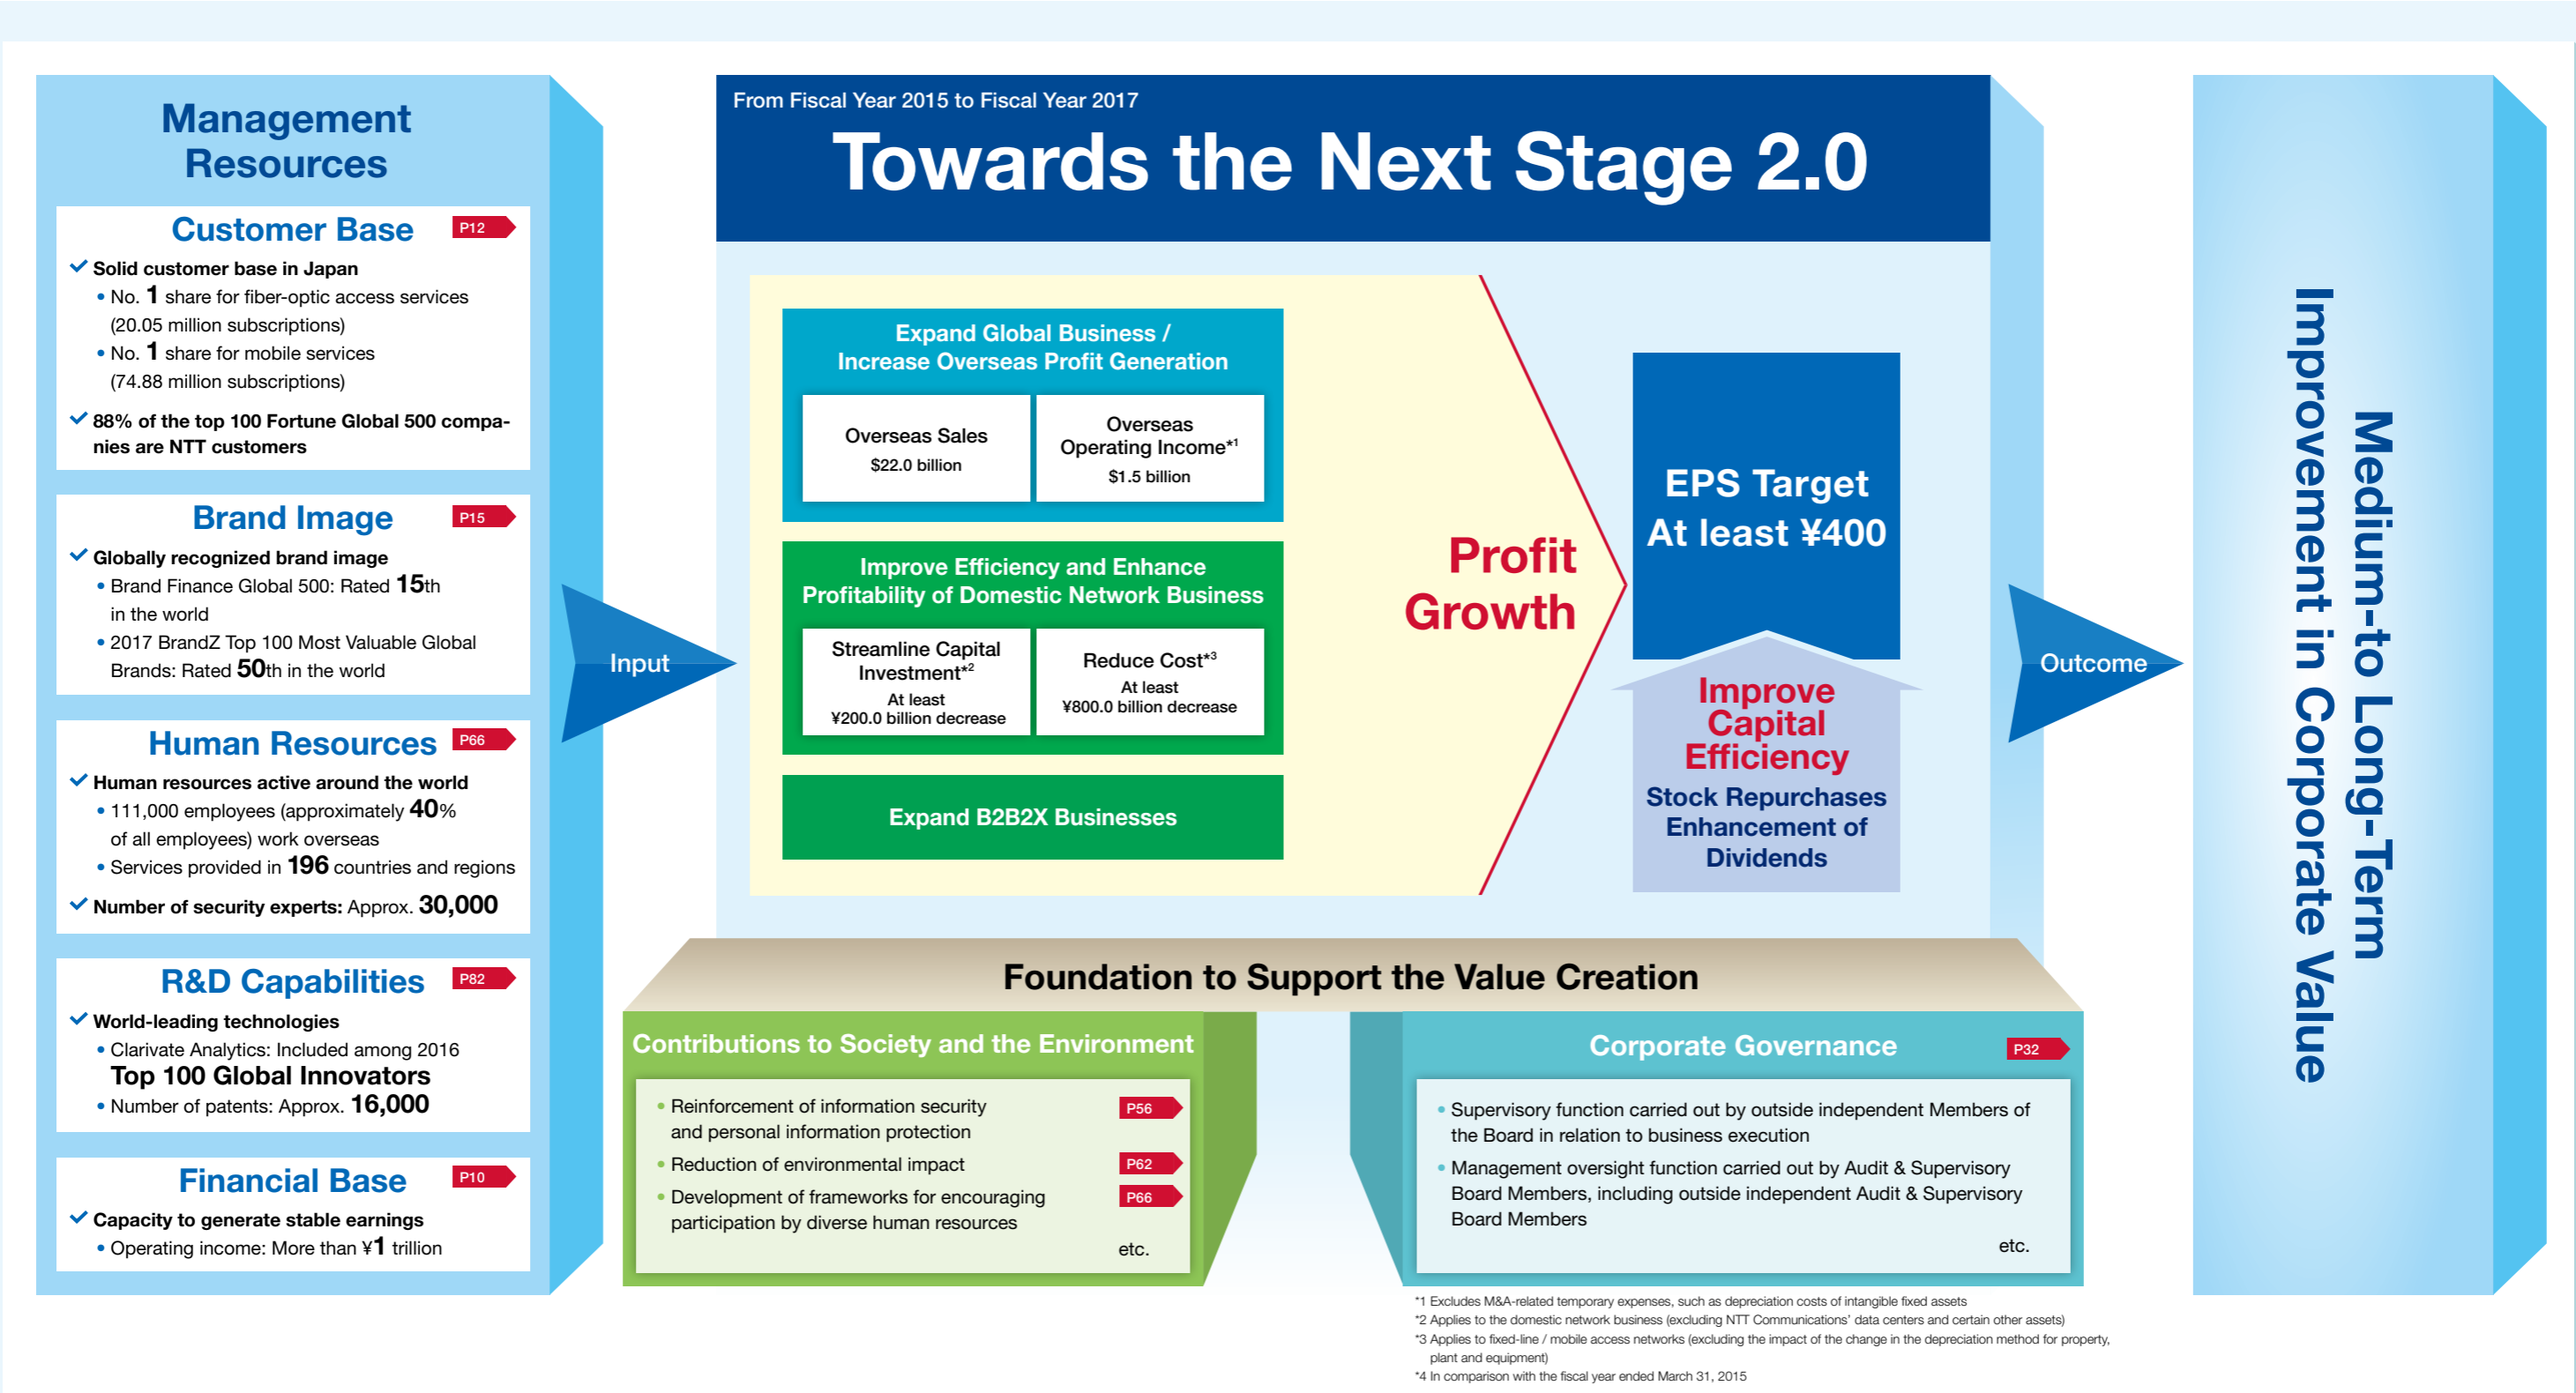 Management
Resources
Customer Base P12
Solid customer base in Japan
• No. 1 share for fiber-optic access services
(20.05 million subscriptions)
• No. 1 share for mobile services
(74.88 million subscriptions)
88% of the top 100 Fortune Global 500 compa-
nies are NTT customers
Brand Image P15
Globally recognized brand image
• Brand Finance Global 500: Rated 15th
in the world
• 2017 BrandZ Top 100 Most Valuable Global
Brands: Rated 50th in the world
Human Resources P66
Human resources active around the world
• 111,000 employees (approximately 40%
of all employees) work overseas
• Services provided in 196 countries and regions
Number of security experts: Approx. 30,000
R&D Capabilities P82
World-leading technologies
• Clarivate Analytics: Included among 2016
Top 100 Global Innovators
• Number of patents: Approx. 16,000
Financial Base P10
Capacity to generate stable earnings
• Operating income: More than ¥1 trillion
Input
From Fiscal Year 2015 to Fiscal Year 2017
Towards the Next Stage 2.0
Expand Global Business /
Increase Overseas Profit Generation
Overseas Sales
$22.0 billion
Overseas
Operating Income*1
$1.5 billion
Improve Efficiency and Enhance
Profitability of Domestic Network Business
Streamline Capital
Investment*2
At least
¥200.0 billion decrease
Reduce Cost*3
At least
¥800.0 billion decrease
Expand B2B2X Businesses
Profit
Growth
EPS Target
At least ¥400
Improve
Capital
Efficiency
Stock Repurchases
Enhancement of
Dividends
Foundation to Support the Value Creation
Contributions to Society and the Environment
• Reinforcement of information security P56
and personal information protection
• Reduction of environmental impact P62
• Development of frameworks for encouraging P66
participation by diverse human resources
etc.
Corporate Governance P32
• Supervisory function carried out by outside independent Members of
the Board in relation to business execution
• Management oversight function carried out by Audit & Supervisory
Board Members, including outside independent Audit & Supervisory
Board Members
etc.
Outcome
Medium-to Long-Term
Improvement in Corporate Value
*1 Excludes M&A-related temporary expenses, such as depreciation costs of intangible fixed assets
*2 Applies to the domestic network business (excluding NTT Communications' data centers and certain other assets)
*3 Applies to fixed-line / mobile access networks (excluding the impact of the change in the depreciation method for property,
plant and equipment)
*4 In comparison with the fiscal year ended March 31, 2015